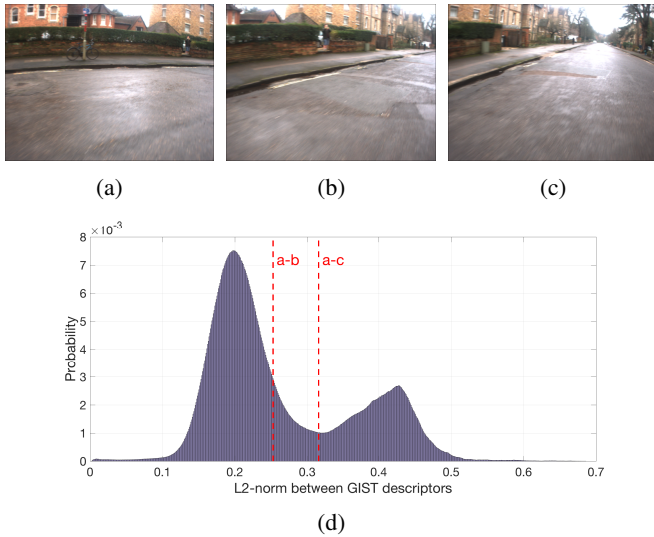 (a) (b) (c)
× 10⁻³
8
7
6
5
4
3
2
1
0
Probability
a-b a-c
0 0.1 0.2 0.3 0.4 0.5 0.6 0.7
L2-norm between GIST descriptors
(d)